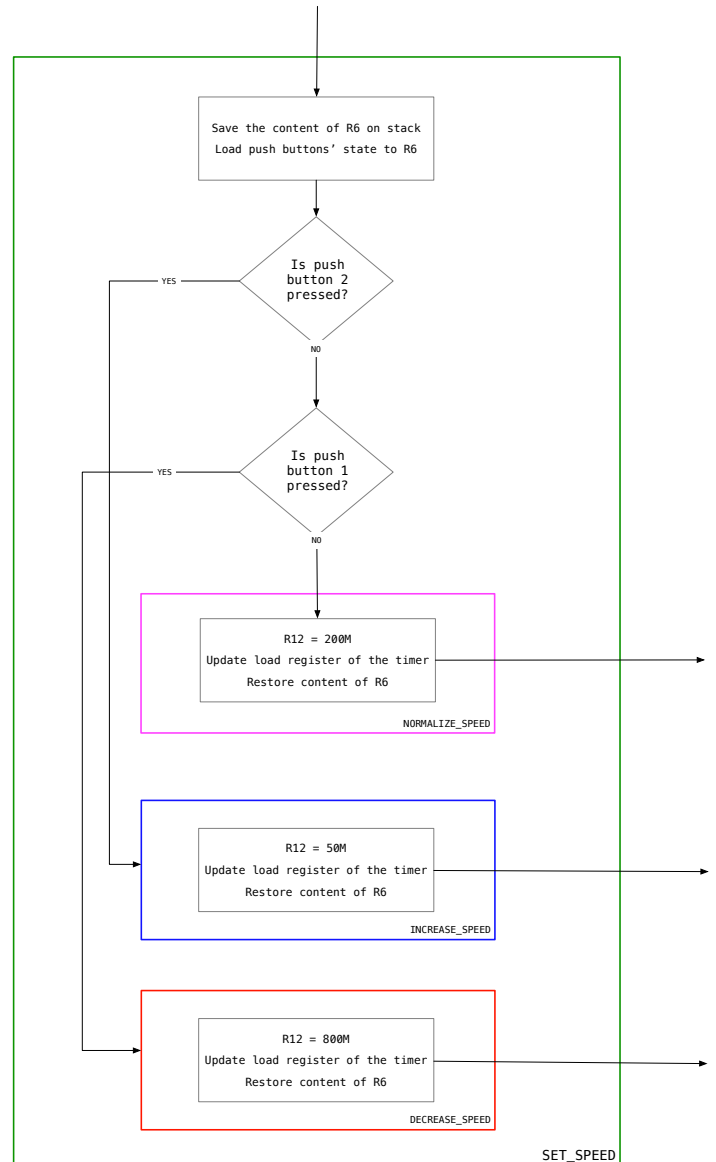 Save the content of R6 on stack
Load push buttons’ state to R6
Is push
button 2
pressed?
YES
NO
Is push
button 1
pressed?
YES
NO
R12 = 200M
Update load register of the timer
Restore content of R6
NORMALIZE_SPEED
R12 = 50M
Update load register of the timer
Restore content of R6
INCREASE_SPEED
R12 = 800M
Update load register of the timer
Restore content of R6
DECREASE_SPEED
SET_SPEED